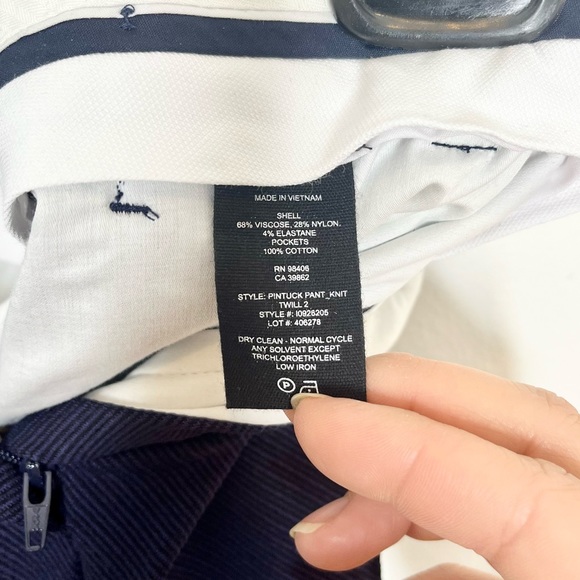 MADE IN VIETNAM
SHELL
68% VISCOSE, 28% NYLON,
4% ELASTANE
POCKETS
100% COTTON
RN 98406
CA 39862
STYLE: PINTUCK PANT_KNIT
TWILL 2
STYLE #: I0926205
LOT #: 406278
DRY CLEAN - NORMAL CYCLE
ANY SOLVENT EXCEPT
TRICHLOROETHYLENE
LOW IRON
P